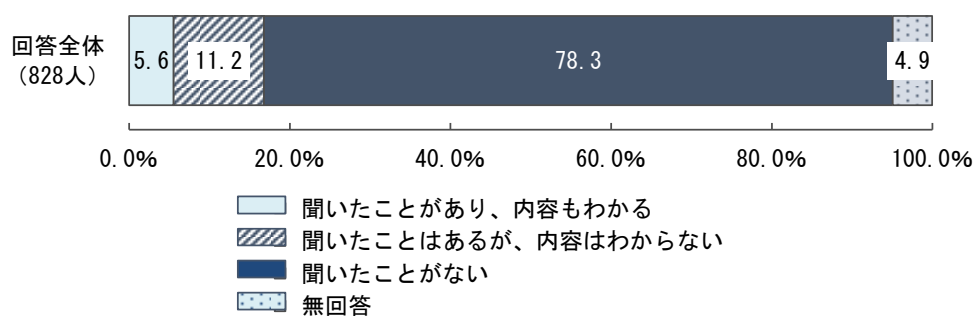 回答全体
（828人）
5.6 11.2 78.3 4.9
0.0% 20.0% 40.0% 60.0% 80.0% 100.0%
聞いたことがあり、内容もわかる
聞いたことはあるが、内容はわからない
聞いたことがない
無回答